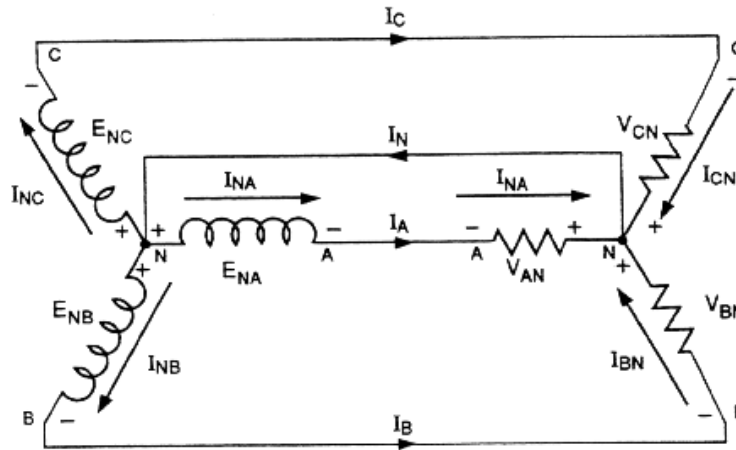 I_C
C
E_NC
V_CN
I_N
I_NC
I_NA
I_NA
I_CN
N
I_A
A
A
N
E_NA
V_AN
E_NB
V_BN
I_NB
I_BN
B
I_B